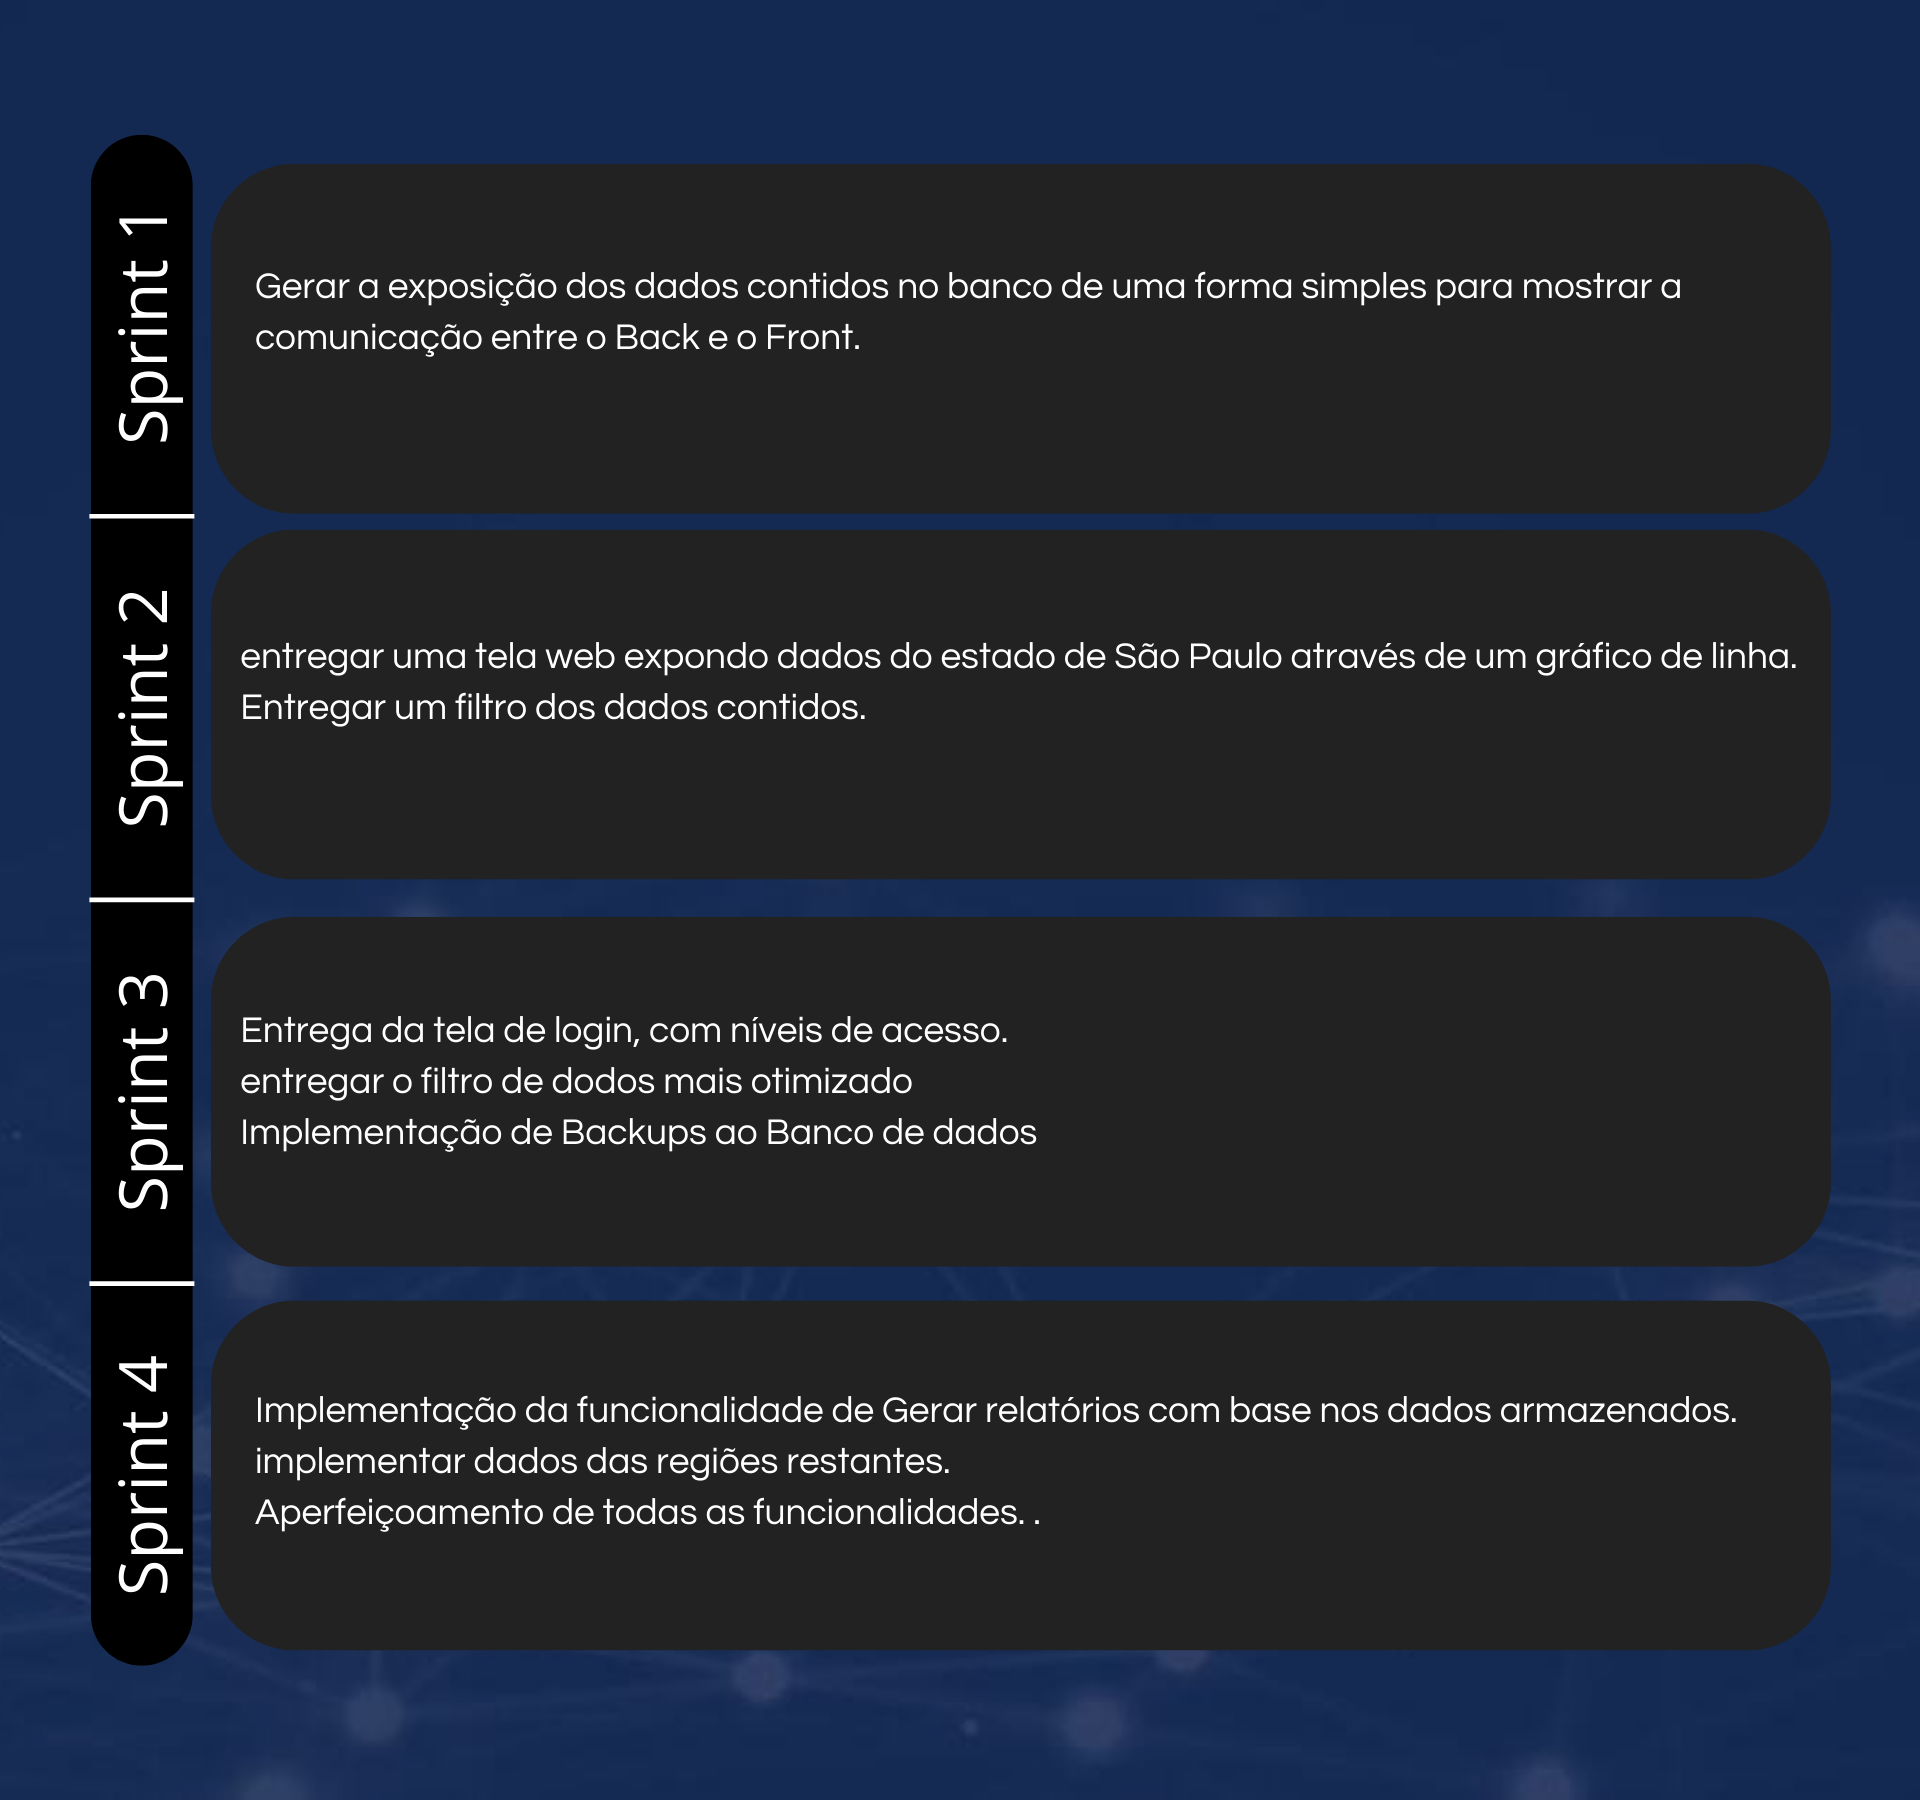 Sprint 1
Gerar a exposição dos dados contidos no banco de uma forma simples para mostrar a
comunicação entre o Back e o Front.
Sprint 2
entregar uma tela web expondo dados do estado de São Paulo através de um gráfico de linha.
Entregar um filtro dos dados contidos.
Sprint 3
Entrega da tela de login, com níveis de acesso.
entregar o filtro de dodos mais otimizado
Implementação de Backups ao Banco de dados
Sprint 4
Implementação da funcionalidade de Gerar relatórios com base nos dados armazenados.
implementar dados das regiões restantes.
Aperfeiçoamento de todas as funcionalidades. .